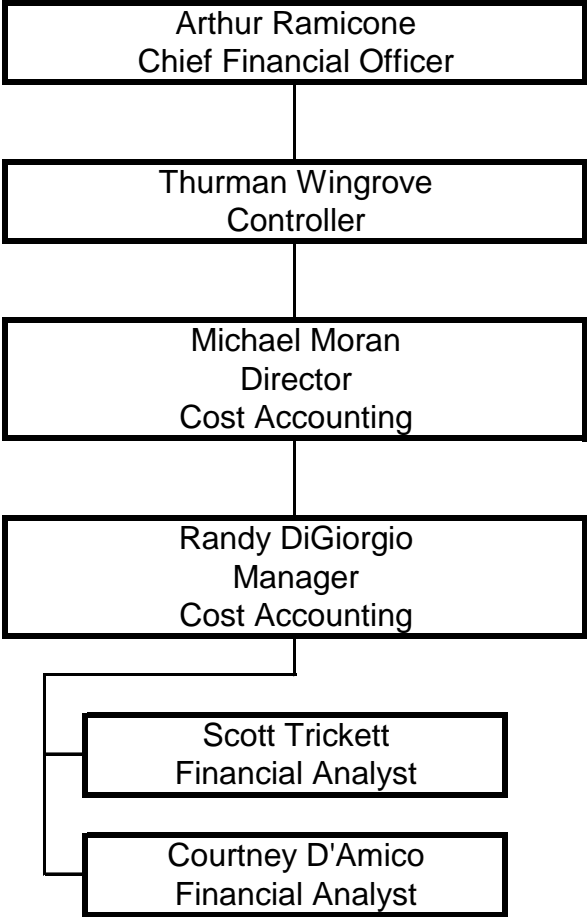 Arthur Ramicone
Chief Financial Officer
Thurman Wingrove
Controller
Michael Moran
Director
Cost Accounting
Randy DiGiorgio
Manager
Cost Accounting
Scott Trickett
Financial Analyst
Courtney D'Amico
Financial Analyst